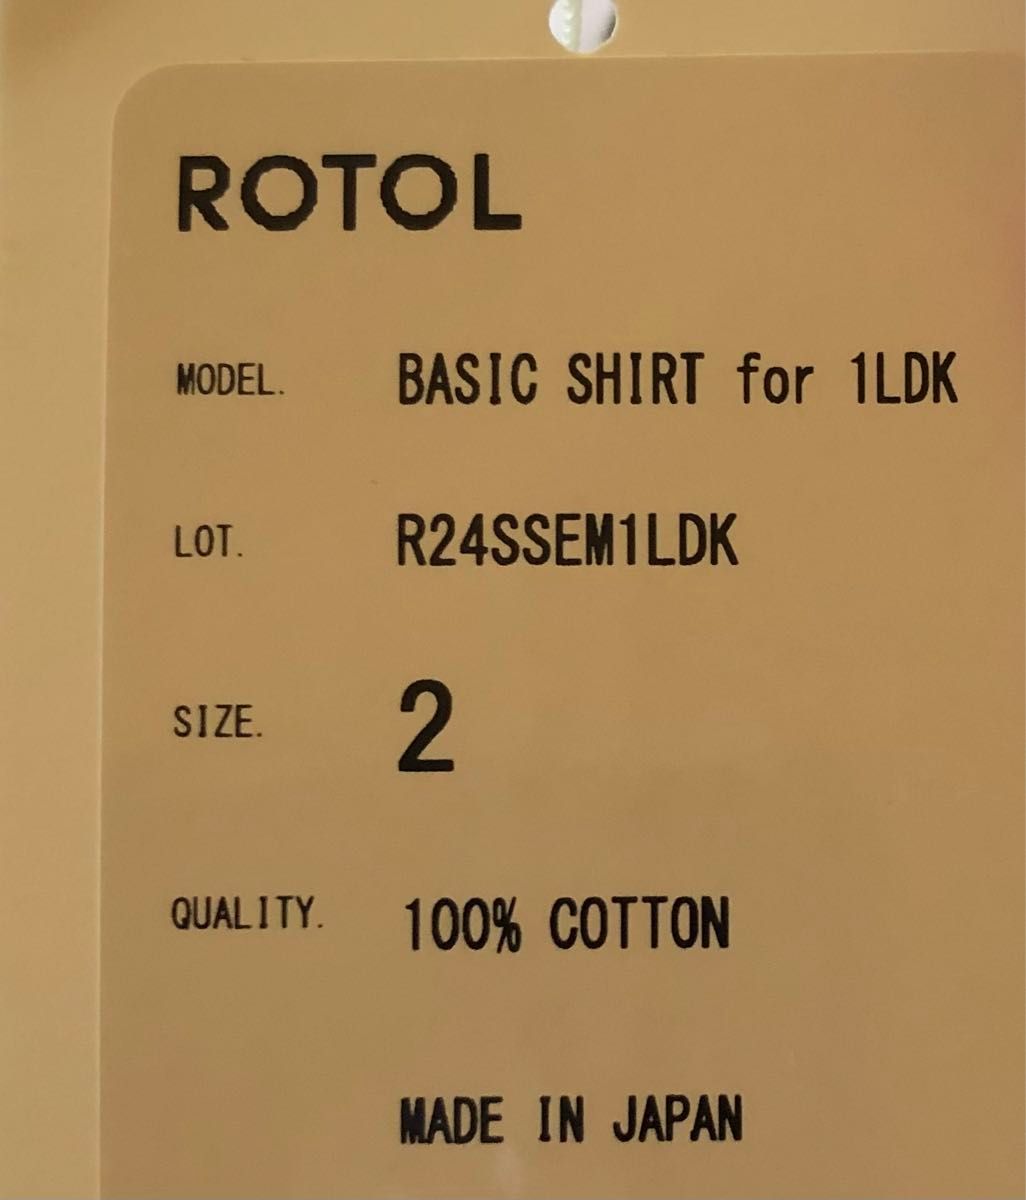 ROTOL
MODEL. BASIC SHIRT for 1LDK
LOT. R24SSEM1LDK
SIZE. 2
QUALITY. 100% COTTON
MADE IN JAPAN